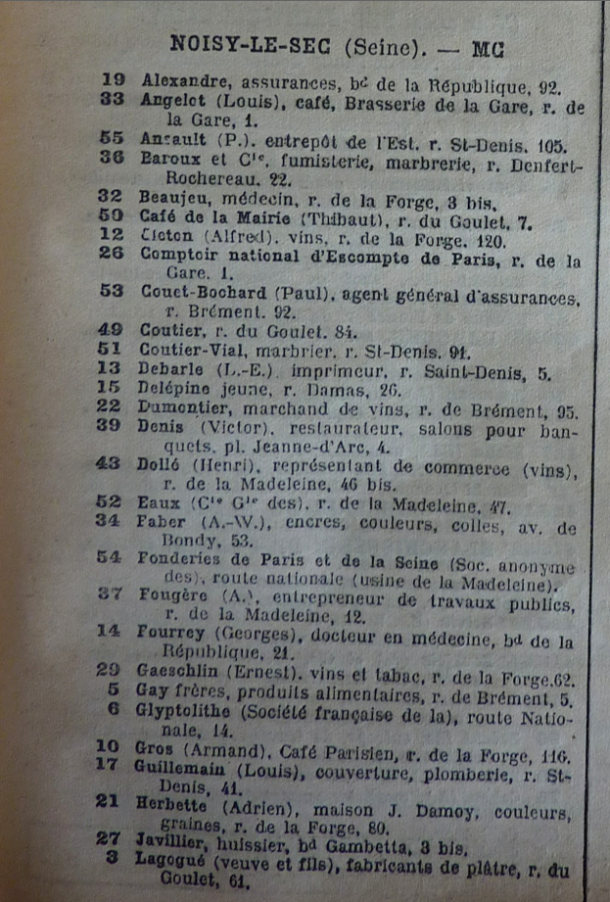 NOISY-LE-SEC (Seine). — MC
19 Alexandre, assurances, bd de la République, 92.
33 Angelot (Louis), café, Brasserie de la Gare, r. de
la Gare, 1.
55 Ansault (P.), entrepôt de l'Est, r. St-Denis, 105.
36 Baroux et Cie, fumisterie, marbrerie, r. Denfert-
Rochereau, 22.
32 Beaujeu, médecin, r. de la Forge, 3 bis.
50 Café de la Mairie (Thibaut), r. du Goulet, 7.
12 Cicton (Alfred), vins, r. de la Forge, 120.
26 Comptoir national d'Escompte de Paris, r. de la
Gare, 1.
53 Couet-Bochard (Paul), agent général d'assurances,
r. Brément, 92.
49 Coutier, r. du Goulet, 84.
51 Coutier-Vial, marbrier, r. St-Denis, 91.
13 Debarle (L.-E.), imprimeur, r. Saint-Denis, 5.
15 Delépine jeune, r. Damas, 26.
22 Dumontier, marchand de vins, r. de Brément, 95.
39 Denis (Victor), restaurateur, salons pour ban-
quets, pl. Jeanne-d'Arc, 4.
43 Dollé (Henri), représentant de commerce (vins),
r. de la Madeleine, 46 bis.
52 Eaux (Cie Gle des), r. de la Madeleine, 47.
34 Faber (A.-W.), encres, couleurs, colles, av. de
Bondy, 53.
54 Fonderies de Paris et de la Seine (Soc. anonyme
des), route nationale (usine de la Madeleine).
37 Fougère (A.), entrepreneur de travaux publics,
r. de la Madeleine, 12.
14 Fourrey (Georges), docteur en médecine, bd de la
République, 21.
29 Gaeschlin (Ernest), vins et tabac, r. de la Forge.62.
5 Gay frères, produits alimentaires, r. de Brément, 5.
6 Glyptolithe (Société française de la), route Natio-
nale, 14.
10 Gros (Armand), Café Parisien, r. de la Forge, 116.
17 Guillemain (Louis), couverture, plomberie, r. St-
Denis, 41.
21 Herbette (Adrien), maison J. Damoy, couleurs,
graines, r. de la Forge, 80.
27 Javillier, huissier, bd Gambetta, 3 bis.
3 Lagogué (veuve et fils), fabricants de plâtre, r. du
Goulet, 61.